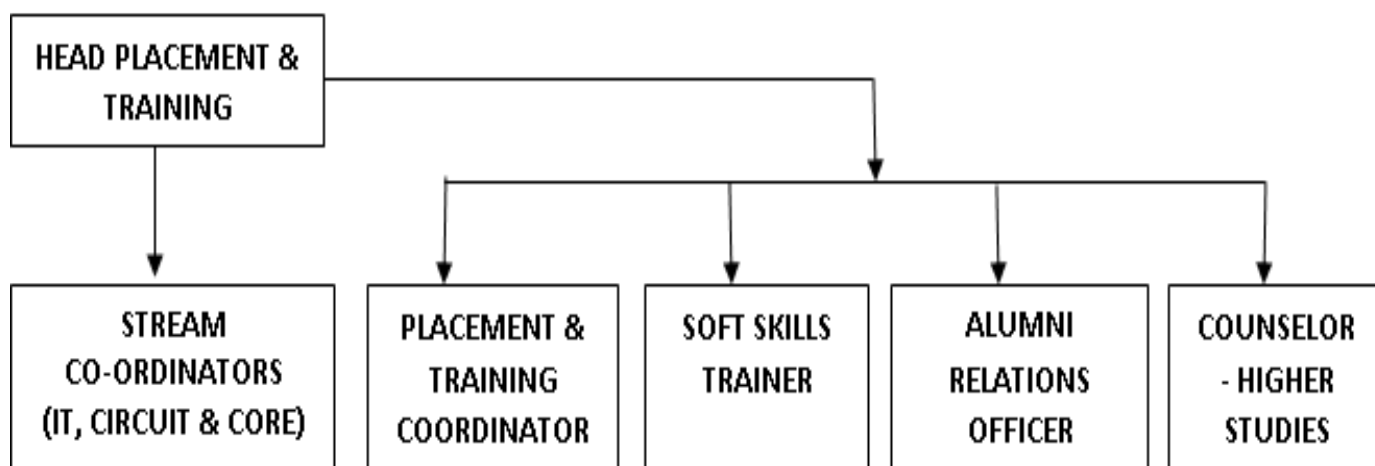 HEAD PLACEMENT &
TRAINING
STREAM
CO-ORDINATORS
(IT, CIRCUIT & CORE)
PLACEMENT &
TRAINING
COORDINATOR
SOFT SKILLS
TRAINER
ALUMNI
RELATIONS
OFFICER
COUNSELOR
- HIGHER
STUDIES